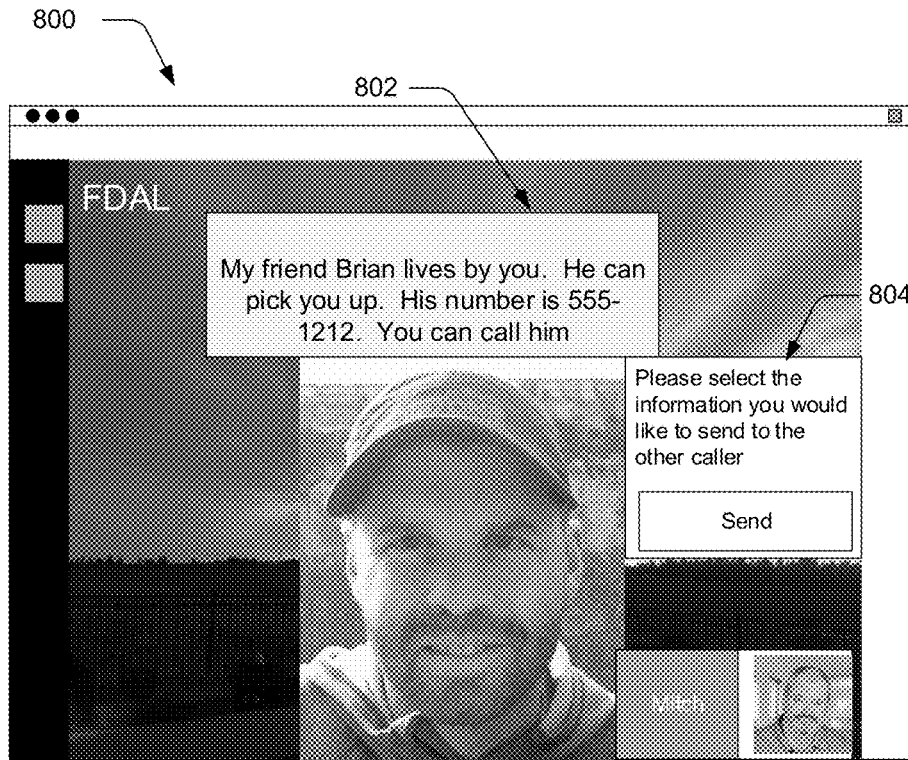 800
802
FDAL
My friend Brian lives by you. He can
pick you up. His number is 555-
1212. You can call him
804
Please select the
information you would
like to send to the
other caller
Send